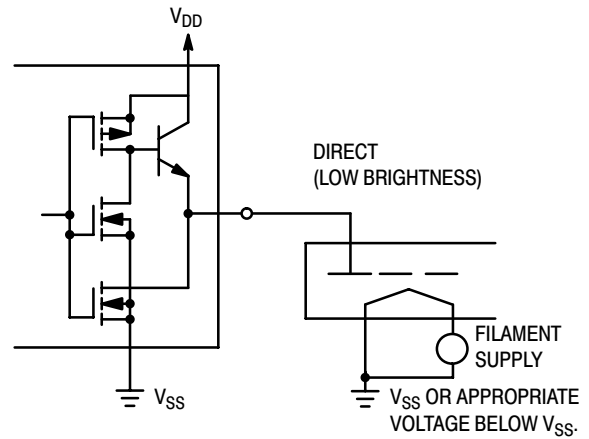 VDD
DIRECT
(LOW BRIGHTNESS)
FILAMENT
SUPPLY
VSS
VSS OR APPROPRIATE
VOLTAGE BELOW VSS.